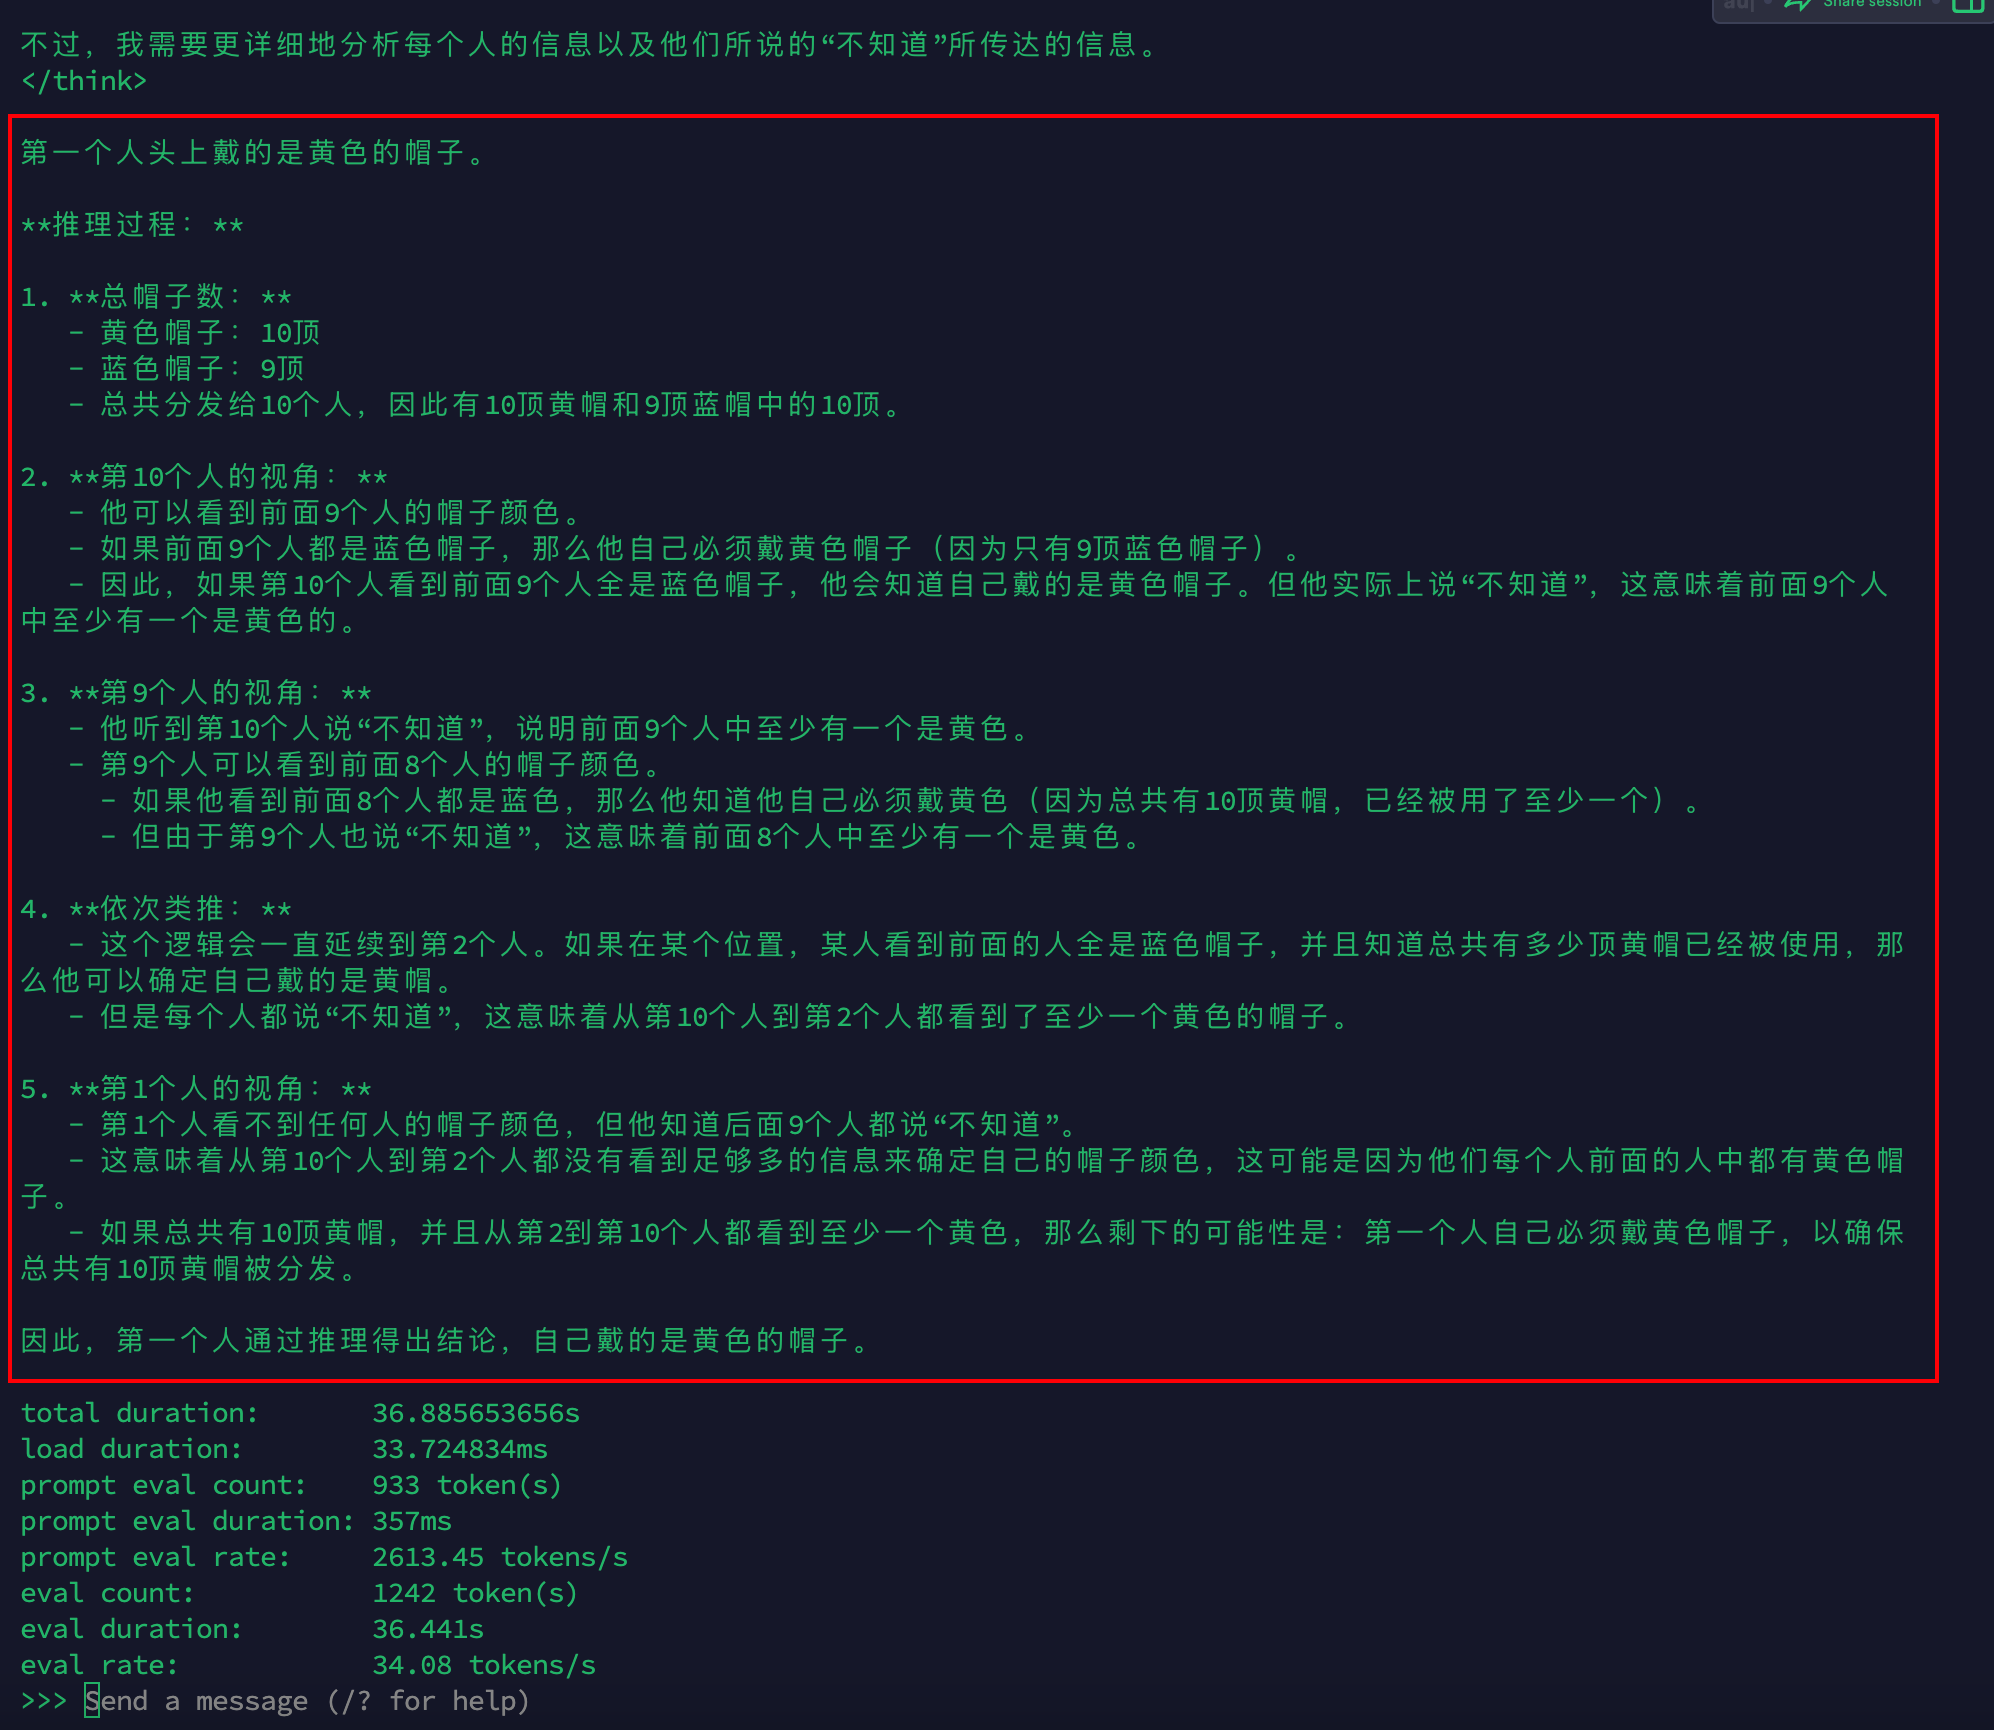 Share session
不过，我需要更详细地分析每个人的信息以及他们所说的“不知道”所传达的信息。
</think>
第一个人头上戴的是黄色的帽子。
**推理过程：**
1. **总帽子数：**
- 黄色帽子：10顶
- 蓝色帽子：9顶
- 总共分发给10个人，因此有10顶黄帽和9顶蓝帽中的10顶。
2. **第10个人的视角：**
- 他可以看到前面9个人的帽子颜色。
- 如果前面9个人都是蓝色帽子，那么他自己必须戴黄色帽子（因为只有9顶蓝色帽子）。
- 因此，如果第10个人看到前面9个人全是蓝色帽子，他会知道自己戴的是黄色帽子。但他实际上说“不知道”，这意味着前面9个人
中至少有一个是黄色的。
3. **第9个人的视角：**
- 他听到第10个人说“不知道”，说明前面9个人中至少有一个是黄色。
- 第9个人可以看到前面8个人的帽子颜色。
- 如果他看到前面8个人都是蓝色，那么他知道他自己必须戴黄色（因为总共有10顶黄帽，已经被用了至少一个）。
- 但由于第9个人也说“不知道”，这意味着前面8个人中至少有一个是黄色。
4. **依次类推：**
- 这个逻辑会一直延续到第2个人。如果在某个位置，某人看到前面的人全是蓝色帽子，并且知道总共有多少顶黄帽已经被使用，那
么他可以确定自己戴的是黄帽。
- 但是每个人都说“不知道”，这意味着从第10个人到第2个人都看到了至少一个黄色的帽子。
5. **第1个人的视角：**
- 第1个人看不到任何人的帽子颜色，但他知道后面9个人都说“不知道”。
- 这意味着从第10个人到第2个人都没有看到足够多的信息来确定自己的帽子颜色，这可能是因为他们每个人前面的人中都有黄色帽
子。
- 如果总共有10顶黄帽，并且从第2到第10个人都看到至少一个黄色，那么剩下的可能性是：第一个人自己必须戴黄色帽子，以确保
总共有10顶黄帽被分发。
因此，第一个人通过推理得出结论，自己戴的是黄色的帽子。
total duration: 36.885653656s
load duration: 33.724834ms
prompt eval count: 933 token(s)
prompt eval duration: 357ms
prompt eval rate: 2613.45 tokens/s
eval count: 1242 token(s)
eval duration: 36.441s
eval rate: 34.08 tokens/s
>>> Send a message (/? for help)